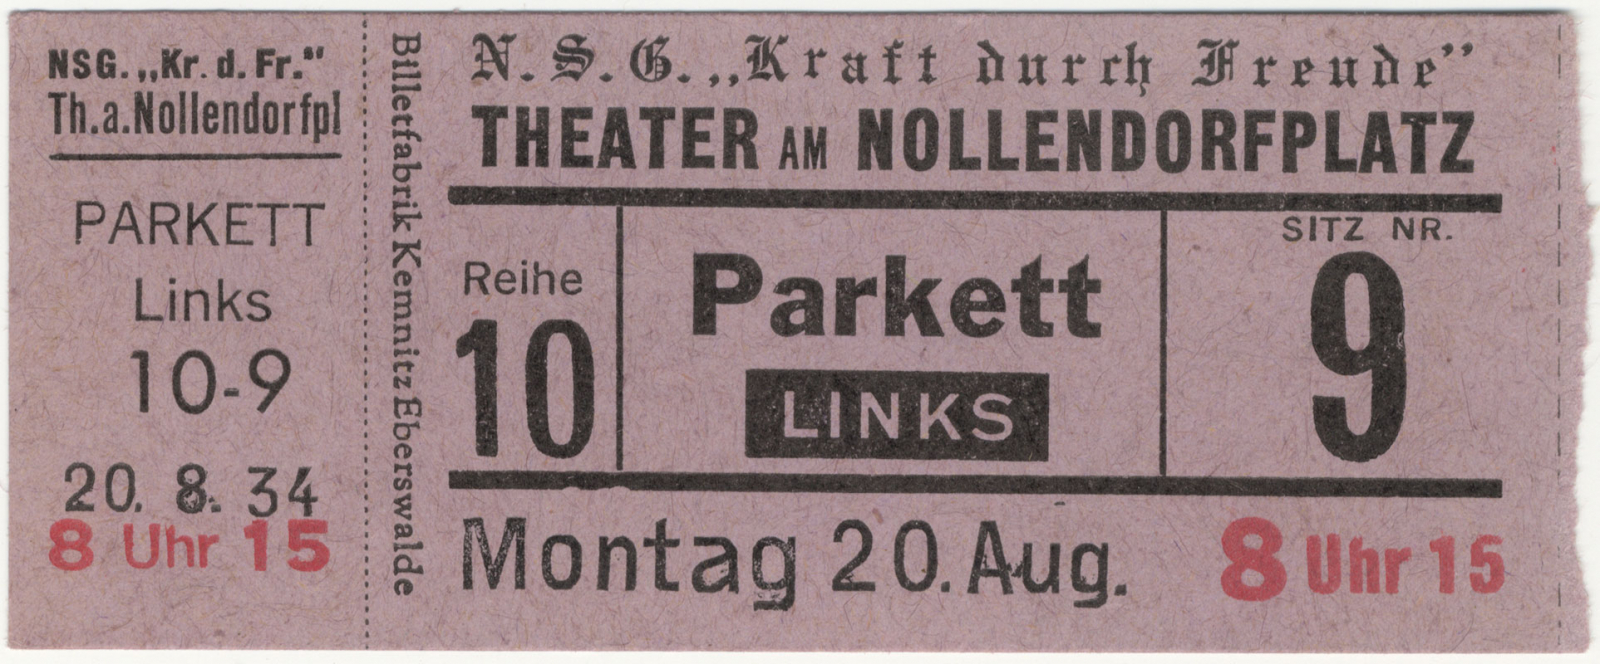 NSG. „Kr. d. Fr."
Th.a.Nollendorfpl
PARKETT
Links
10-9
20. 8. 34
8 Uhr 15
Billetfabrik Kemnitz Eberswalde
N. S. G. „Kraft durch Freude"
THEATER AM NOLLENDORFPLATZ
Reihe
10
Parkett
LINKS
SITZ NR.
9
Montag 20. Aug.
8 Uhr 15